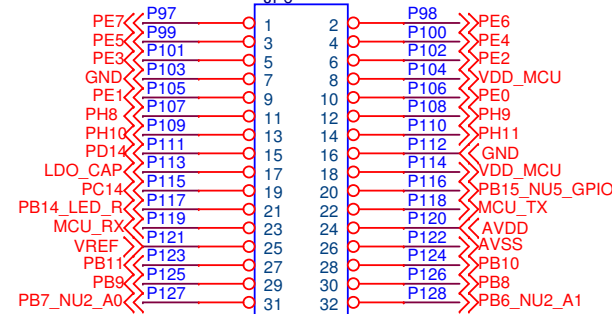 PE7 P97 1 2 P98 PE6
PE5 P99 3 4 P100 PE4
PE3 P101 5 6 P102 PE2
GND P103 7 8 P104 VDD_MCU
PE1 P105 9 10 P106 PE0
PH8 P107 11 12 P108 PH9
PH10 P109 13 14 P110 PH11
PD14 P111 15 16 P112 GND
LDO_CAP P113 17 18 P114 VDD_MCU
PC14 P115 19 20 P116 PB15_NU5_GPIO
PB14_LED_R P117 21 22 P118 MCU_TX
MCU_RX P119 23 24 P120 AVDD
VREF P121 25 26 P122 AVSS
PB11 P123 27 28 P124 PB10
PB9 P125 29 30 P126 PB8
PB7_NU2_A0 P127 31 32 P128 PB6_NU2_A1